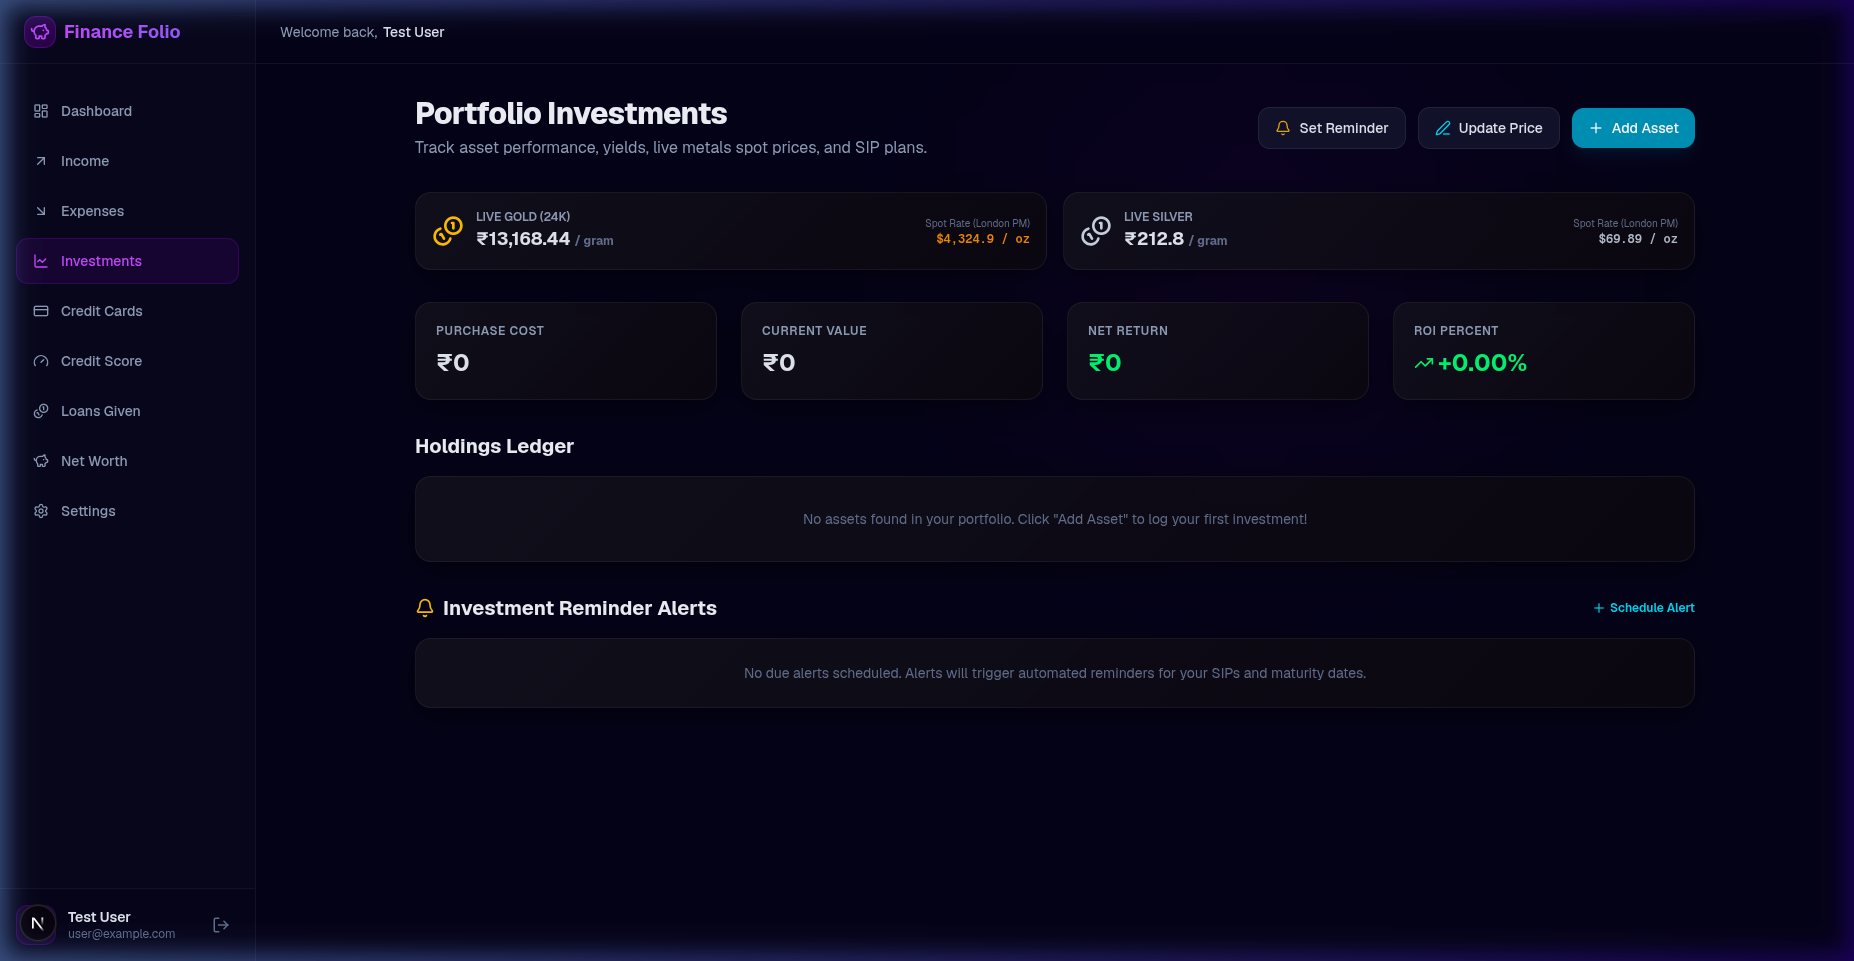 Finance Folio
Welcome back, Test User
Dashboard
Income
Expenses
Investments
Credit Cards
Credit Score
Loans Given
Net Worth
Settings
Portfolio Investments
Track asset performance, yields, live metals spot prices, and SIP plans.
Set Reminder
Update Price
Add Asset
LIVE GOLD (24K)
₹13,168.44 / gram
Spot Rate (London PM)
$4,324.9 / oz
LIVE SILVER
₹212.8 / gram
Spot Rate (London PM)
$69.89 / oz
PURCHASE COST
₹0
CURRENT VALUE
₹0
NET RETURN
₹0
ROI PERCENT
+0.00%
Holdings Ledger
No assets found in your portfolio. Click "Add Asset" to log your first investment!
Investment Reminder Alerts
Schedule Alert
No due alerts scheduled. Alerts will trigger automated reminders for your SIPs and maturity dates.
N
Test User
user@example.com